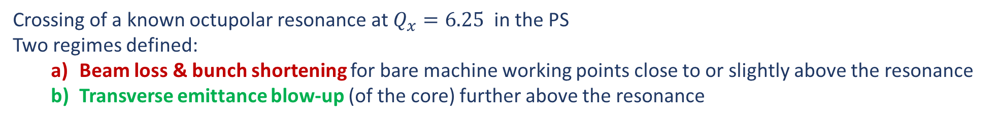 Crossing of a known octupolar resonance at Qₓ = 6.25 in the PS
Two regimes defined:
a) Beam loss & bunch shortening for bare machine working points close to or slightly above the resonance
b) Transverse emittance blow-up (of the core) further above the resonance